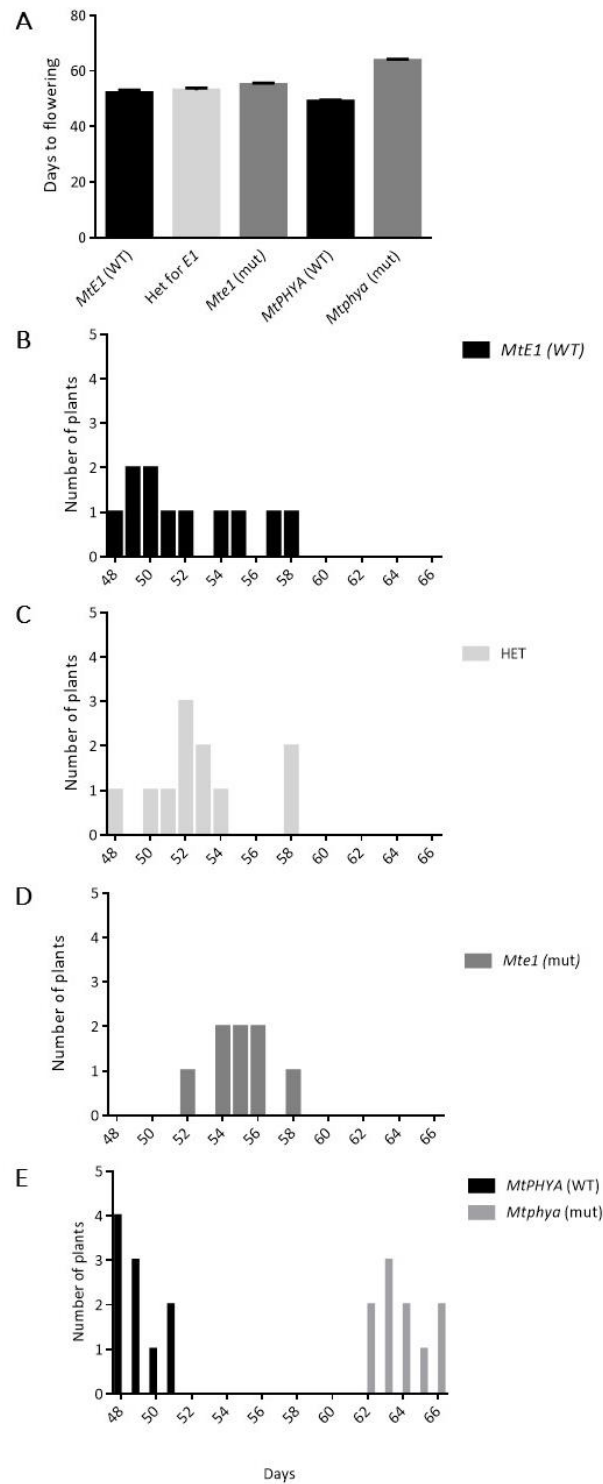 A
Days to flowering
80
60
40
20
0
MtE1 (WT)
Het for E1
Mte1 (mut)
MtPHYA (WT)
Mtphya (mut)
B
Number of plants
5
4
3
2
1
0
48 50 52 54 56 58 60 62 64 66
MtE1 (WT)
C
Number of plants
5
4
3
2
1
0
48 50 52 54 56 58 60 62 64 66
HET
D
Number of plants
5
4
3
2
1
0
48 50 52 54 56 58 60 62 64 66
Mte1 (mut)
E
Number of plants
5
4
3
2
1
0
48 50 52 54 56 58 60 62 64 66
MtPHYA (WT)
Mtphya (mut)
Days